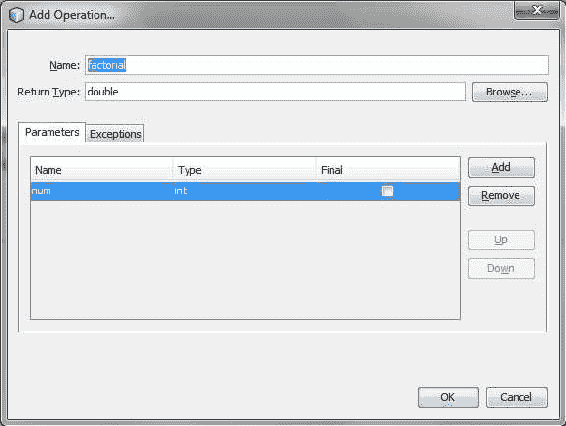 Add Operation...
Name: factorial
Return Type: double Browse...
Parameters Exceptions
Name Type Final Add
num int
Remove
Up
Down
OK Cancel